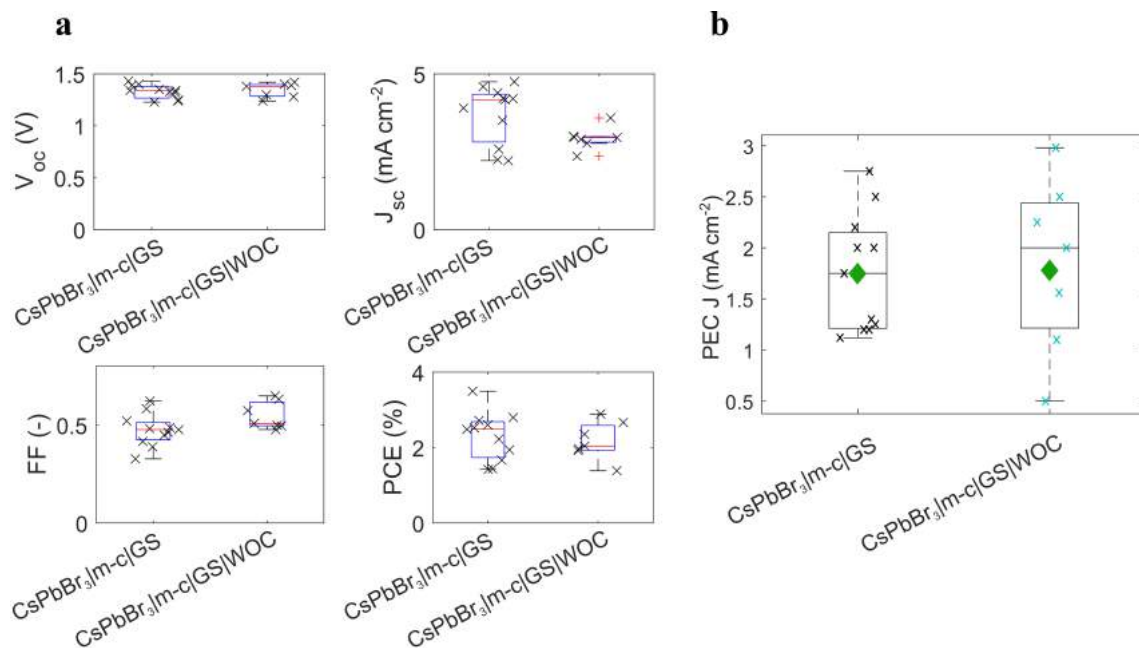 a
b
1.5
1
0.5
0
V_oc (V)
CsPbBr₃|m-c|GS
CsPbBr₃|m-c|GS|WOC
5
0
J_sc (mA cm⁻²)
CsPbBr₃|m-c|GS
CsPbBr₃|m-c|GS|WOC
0.5
0
FF (-)
CsPbBr₃|m-c|GS
CsPbBr₃|m-c|GS|WOC
4
2
0
PCE (%)
CsPbBr₃|m-c|GS
CsPbBr₃|m-c|GS|WOC
3
2.5
2
1.5
1
0.5
PEC J (mA cm⁻²)
CsPbBr₃|m-c|GS
CsPbBr₃|m-c|GS|WOC